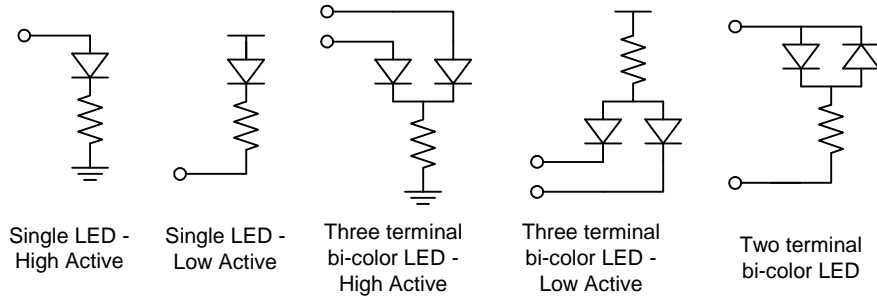 Single LED -
High Active
Single LED -
Low Active
Three terminal
bi-color LED -
High Active
Three terminal
bi-color LED -
Low Active
Two terminal
bi-color LED